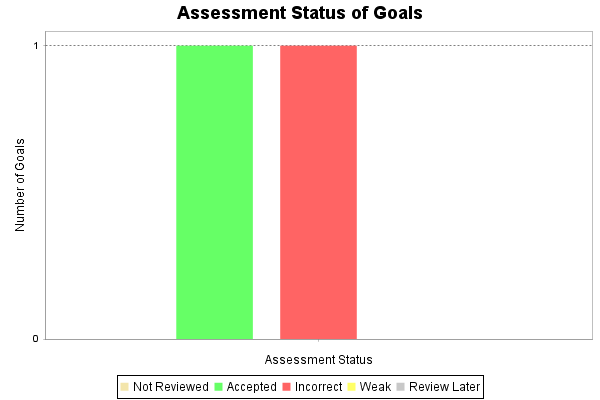 Assessment Status of Goals
1
Number of Goals
0
Assessment Status
Not Reviewed Accepted Incorrect Weak Review Later